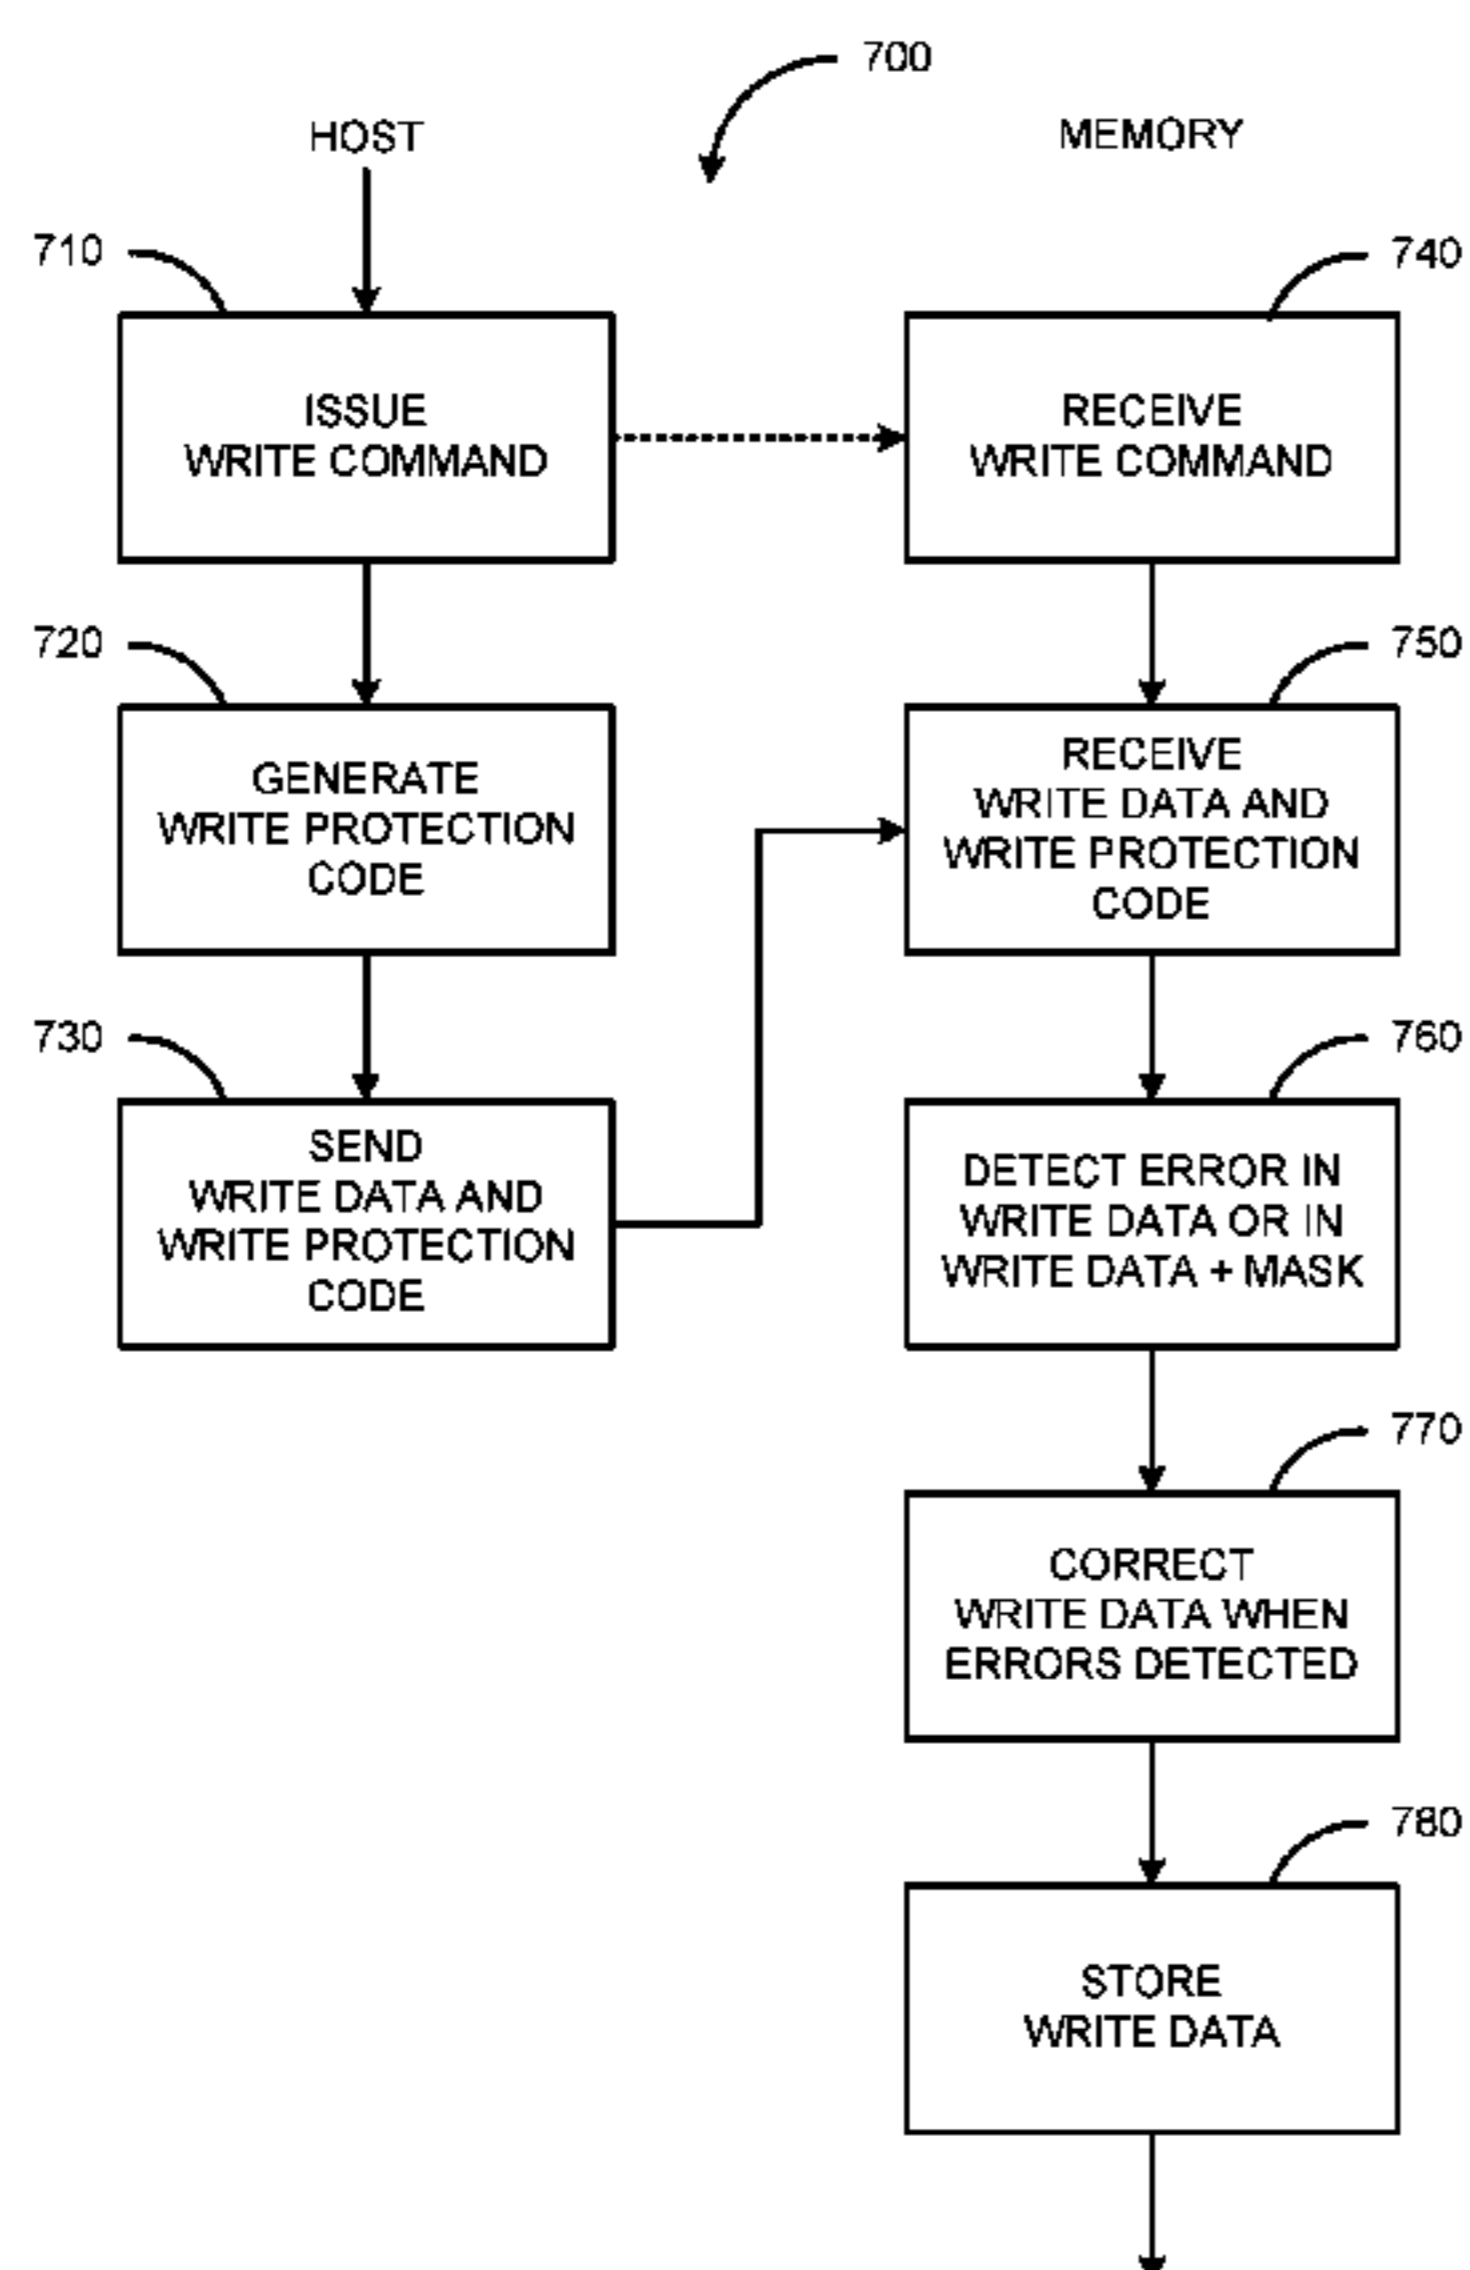 700
HOST
MEMORY
710
740
ISSUE
WRITE COMMAND
RECEIVE
WRITE COMMAND
720
750
GENERATE
WRITE PROTECTION
CODE
RECEIVE
WRITE DATA AND
WRITE PROTECTION
CODE
730
760
SEND
WRITE DATA AND
WRITE PROTECTION
CODE
DETECT ERROR IN
WRITE DATA OR IN
WRITE DATA + MASK
770
CORRECT
WRITE DATA WHEN
ERRORS DETECTED
780
STORE
WRITE DATA